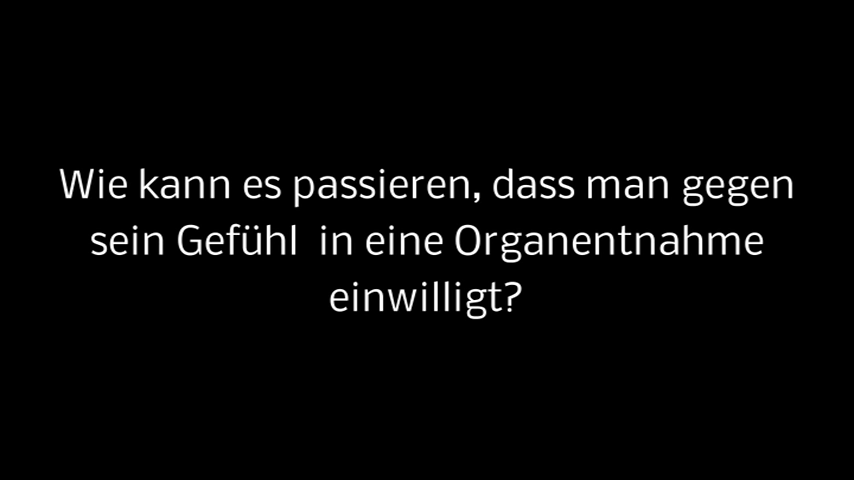 Wie kann es passieren, dass man gegen
sein Gefühl  in eine Organentnahme
einwilligt?